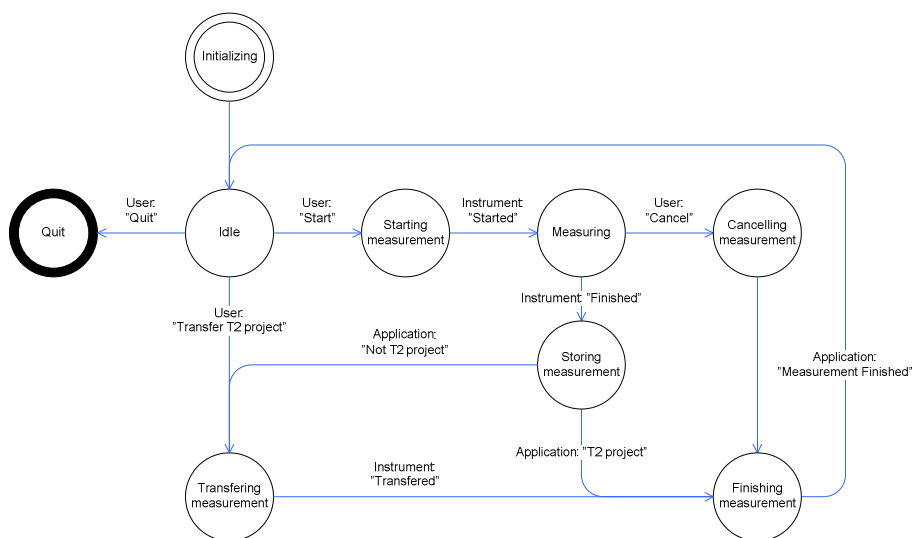 Initializing
User:
"Quit"
User:
"Start"
Instrument:
"Started"
User:
"Cancel"
Quit
Idle
Starting
measurement
Measuring
Cancelling
measurement
Instrument: "Finished"
User:
"Transfer T2 project"
Application:
"Not T2 project"
Storing
measurement
Application:
"Measurement Finished"
Application: "T2 project"
Instrument:
"Transfered"
Transfering
measurement
Finishing
measurement